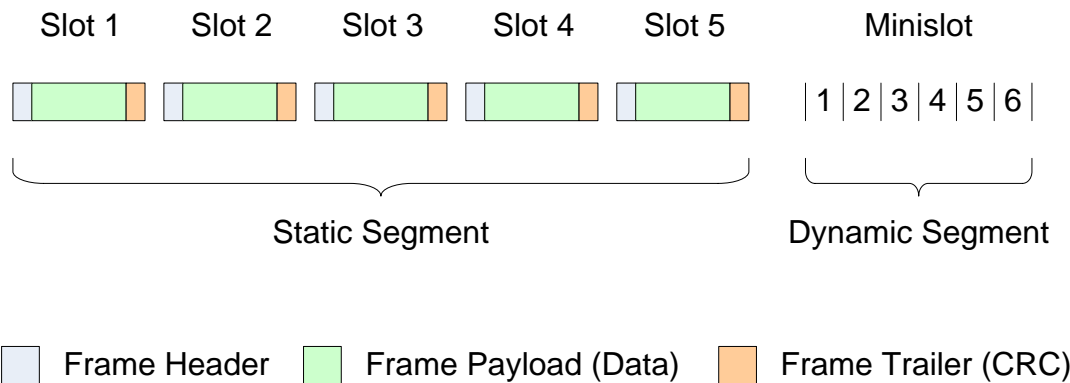 Slot 1 Slot 2 Slot 3 Slot 4 Slot 5 Minislot
1 2 3 4 5 6
Static Segment Dynamic Segment
Frame Header Frame Payload (Data) Frame Trailer (CRC)